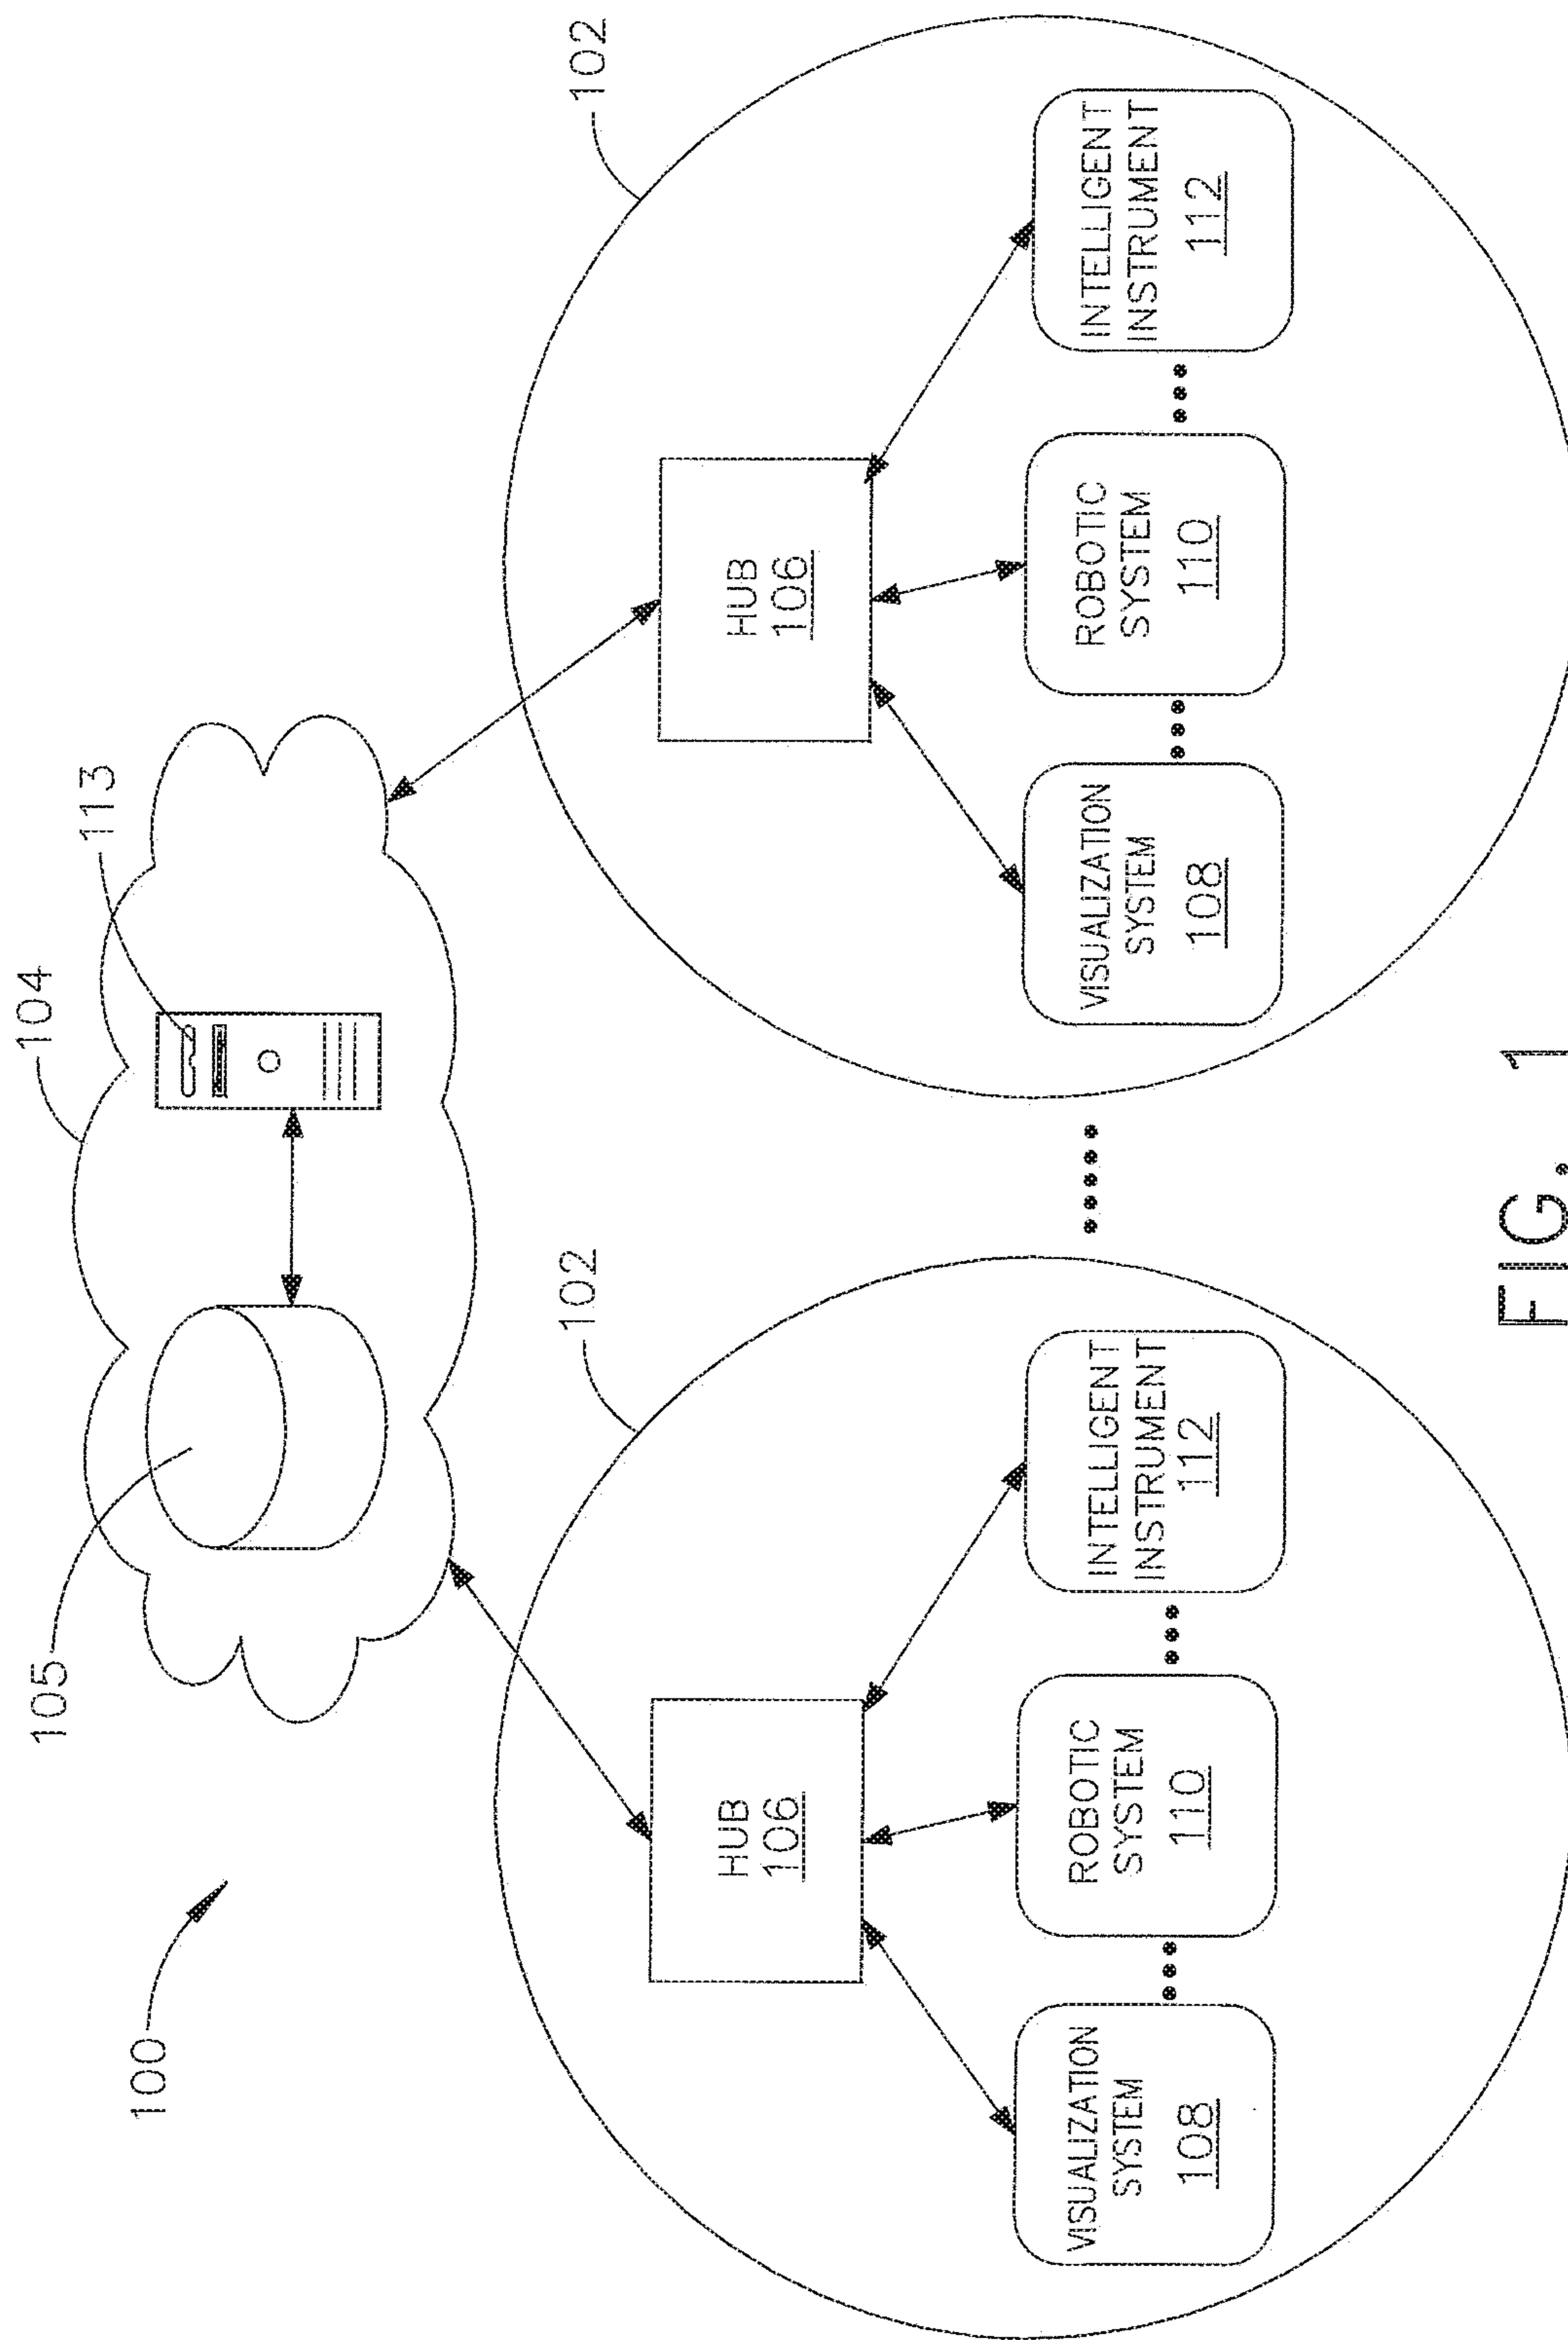 100
105
104
113
102
HUB
106
VISUALIZATION
SYSTEM
108
ROBOTIC
SYSTEM
110
INTELLIGENT
INSTRUMENT
112
102
HUB
106
VISUALIZATION
SYSTEM
108
ROBOTIC
SYSTEM
110
INTELLIGENT
INSTRUMENT
112
FIG. 1